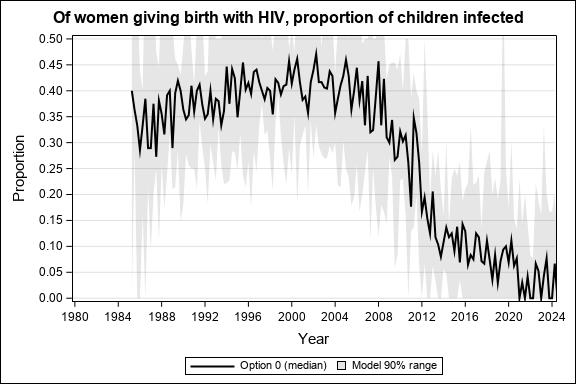 Of women giving birth with HIV, proportion of children infected
0.50
0.45
0.40
0.35
0.30
0.25
0.20
0.15
0.10
0.05
0.00
Proportion
1980 1984 1988 1992 1996 2000 2004 2008 2012 2016 2020 2024
Year
Option 0 (median) Model 90% range